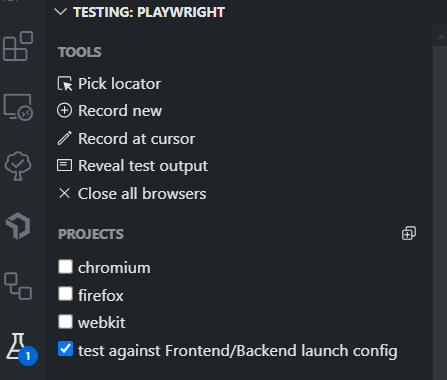 TESTING: PLAYWRIGHT
TOOLS
Pick locator
Record new
Record at cursor
Reveal test output
Close all browsers
PROJECTS
chromium
firefox
webkit
test against Frontend/Backend launch config
1